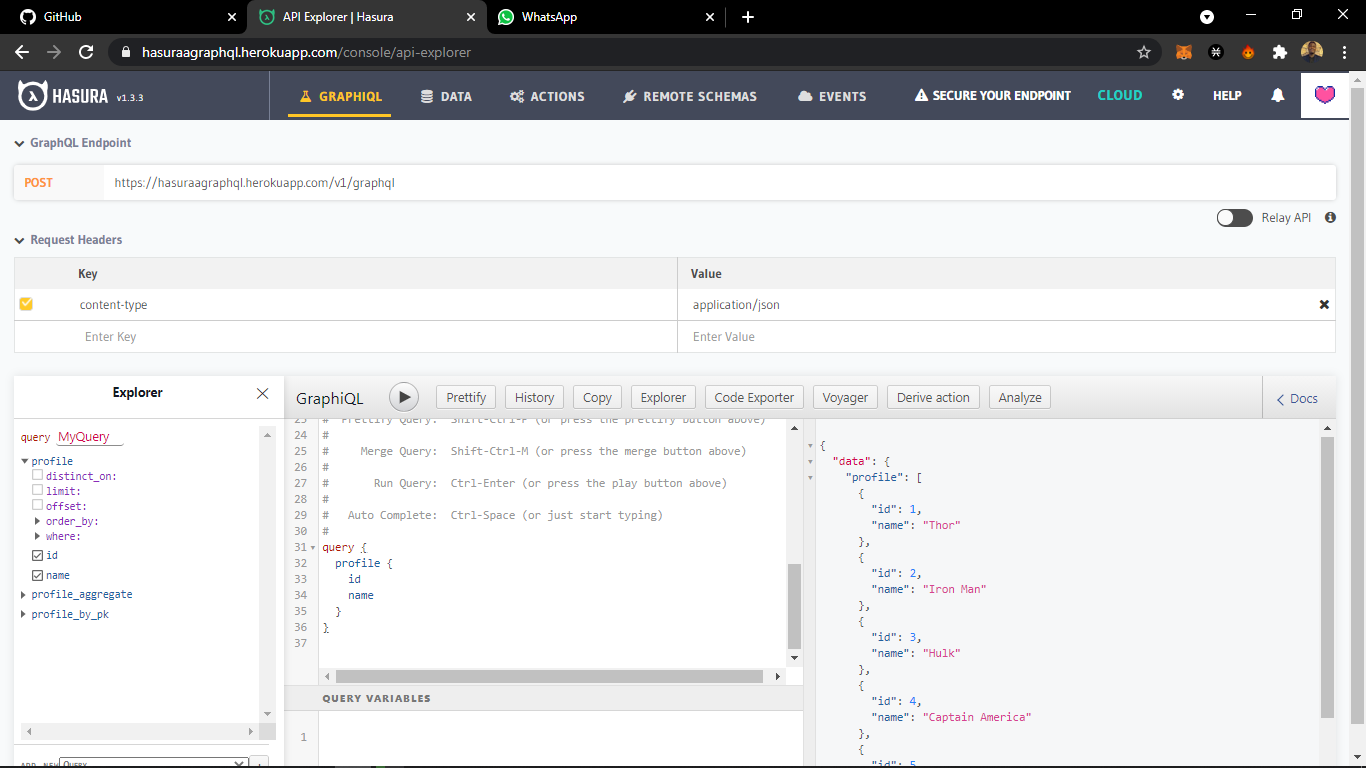 GitHub
API Explorer | Hasura
WhatsApp
hasuraagraphql.herokuapp.com/console/api-explorer
HASURA v1.3.3
GRAPHIQL
DATA
ACTIONS
REMOTE SCHEMAS
EVENTS
SECURE YOUR ENDPOINT
CLOUD
HELP
GraphQL Endpoint
POST https://hasuraagraphql.herokuapp.com/v1/graphql
Relay API
Request Headers
Key Value
content-type application/json
Enter Key Enter Value
Explorer
query MyQuery
profile
distinct_on:
limit:
offset:
order_by:
where:
id
name
profile_aggregate
profile_by_pk
GraphiQL
Prettify
History
Copy
Explorer
Code Exporter
Voyager
Derive action
Analyze
Docs
23 # Prettify Query: Shift-Ctrl-P (or press the prettify button above)
24 #
25 # Merge Query: Shift-Ctrl-M (or press the merge button above)
26 #
27 # Run Query: Ctrl-Enter (or press the play button above)
28 #
29 # Auto Complete: Ctrl-Space (or just start typing)
30 #
31 query {
32 profile {
33 id
34 name
35 }
36 }
37
QUERY VARIABLES
1
{
"data": {
"profile": [
{
"id": 1,
"name": "Thor"
},
{
"id": 2,
"name": "Iron Man"
},
{
"id": 3,
"name": "Hulk"
},
{
"id": 4,
"name": "Captain America"
},
{
"id": 5,